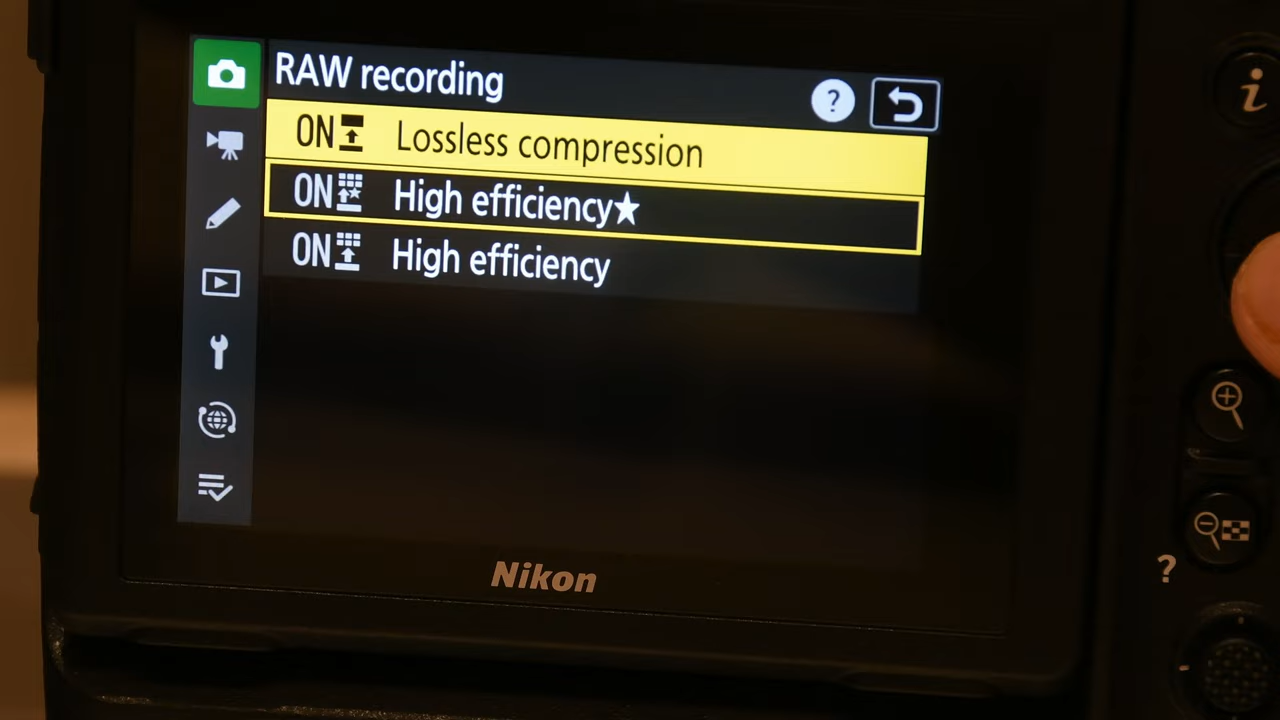 RAW recording ?
ON Lossless compression
ON High efficiency★
ON High efficiency
Nikon
i
?